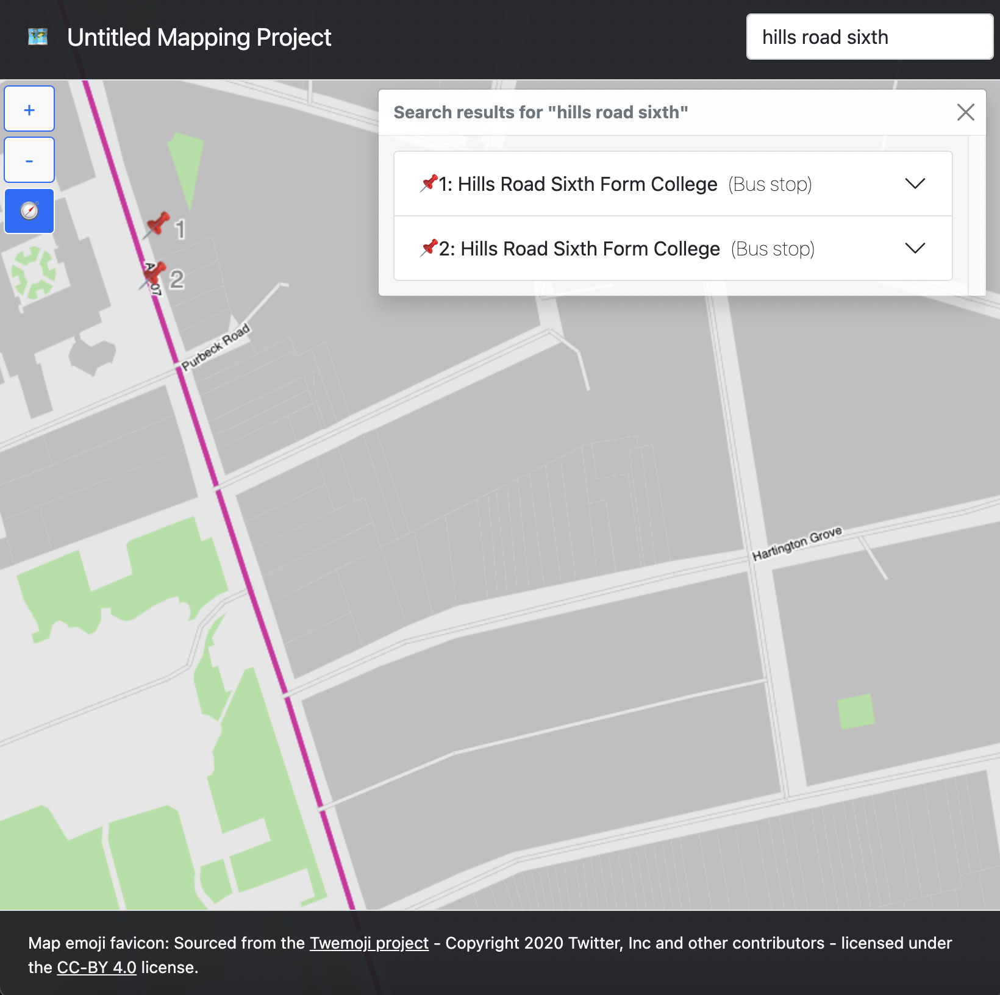 Untitled Mapping Project
hills road sixth
+
-
Search results for "hills road sixth"
1: Hills Road Sixth Form College (Bus stop)
2: Hills Road Sixth Form College (Bus stop)
1
2
Purbeck Road
Hartington Grove
Map emoji favicon: Sourced from the Twemoji project - Copyright 2020 Twitter, Inc and other contributors - licensed under
the CC-BY 4.0 license.